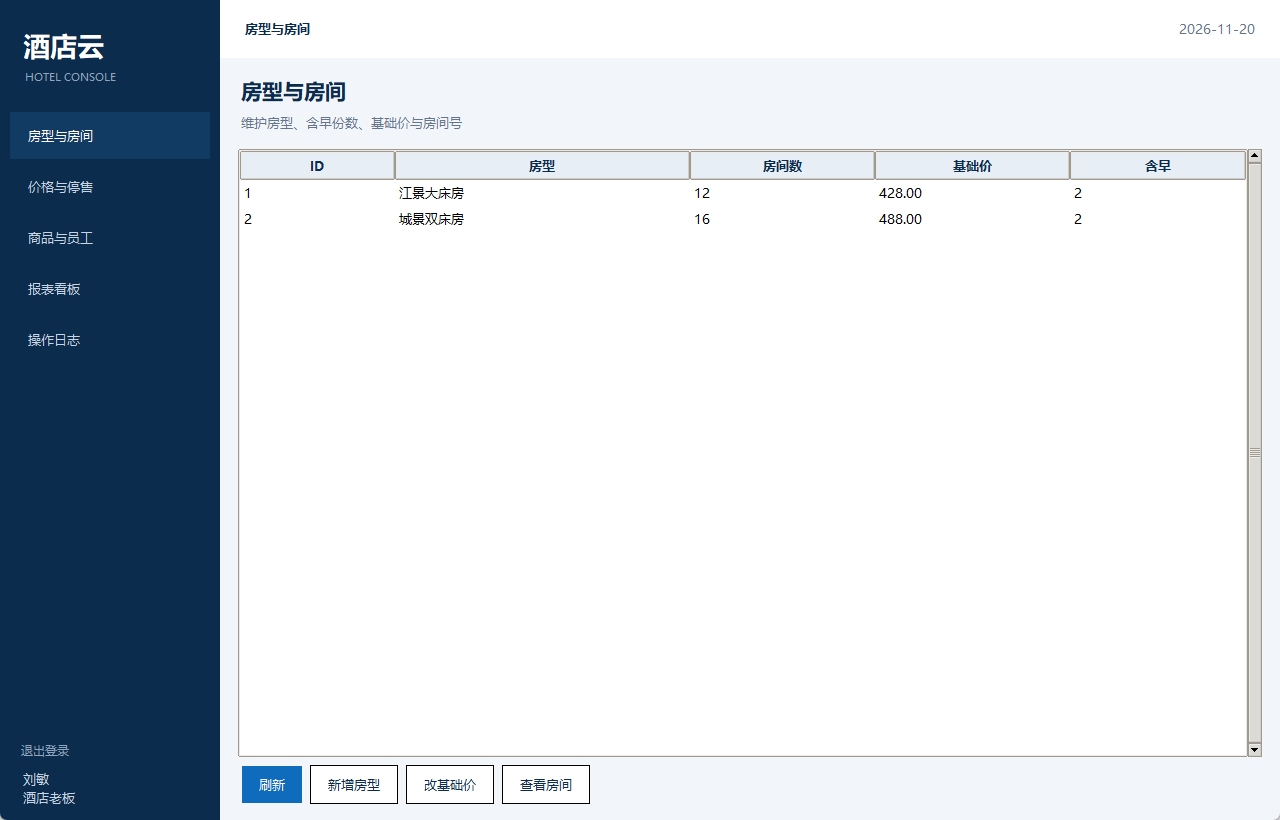 酒店云
HOTEL CONSOLE
房型与房间
价格与停售
商品与员工
报表看板
操作日志
退出登录
刘敏
酒店老板
房型与房间 2026-11-20
房型与房间
维护房型、含早份数、基础价与房间号
ID 房型 房间数 基础价 含早
1 江景大床房 12 428.00 2
2 城景双床房 16 488.00 2
刷新 新增房型 改基础价 查看房间